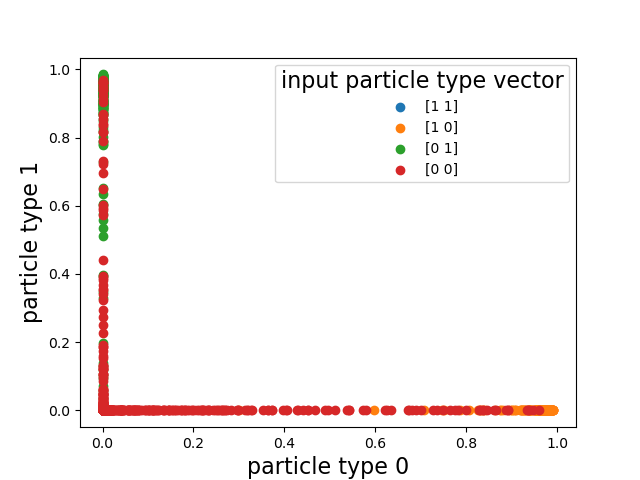 input particle type vector
[1 1]
[1 0]
[0 1]
[0 0]
1.0
0.8
0.6
0.4
0.2
0.0
particle type 1
0.0 0.2 0.4 0.6 0.8 1.0
particle type 0